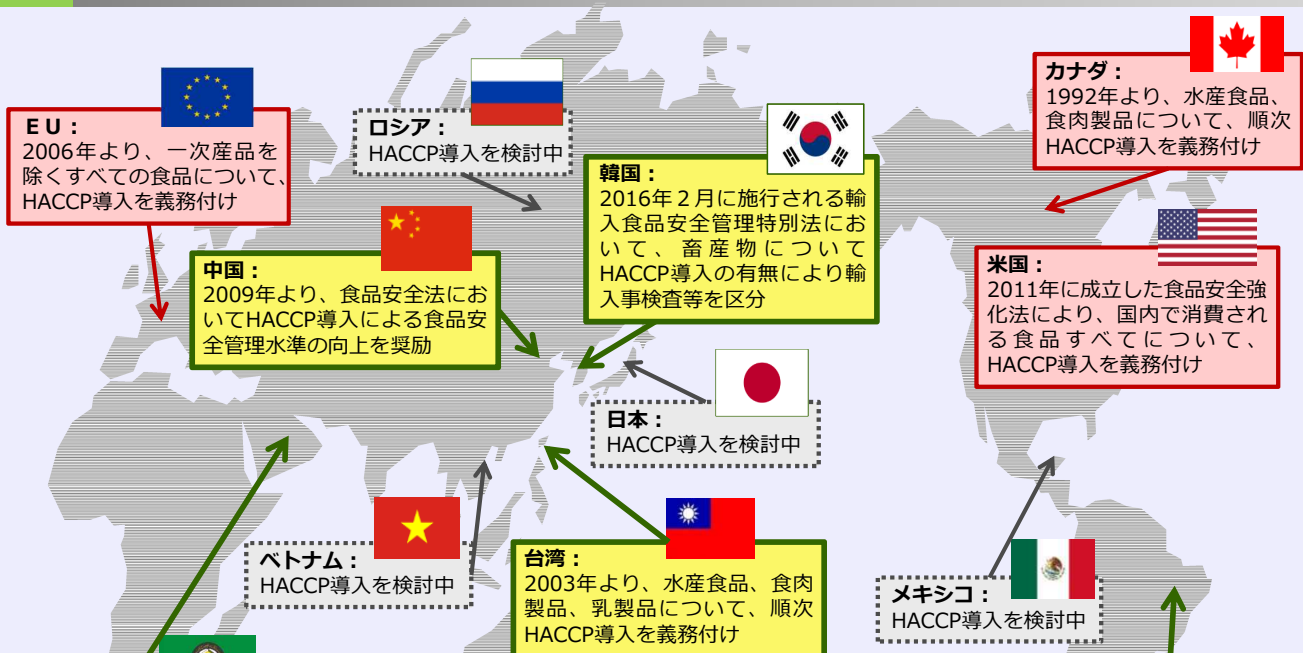 EU：
2006年より、一次産品を
除くすべての食品について、
HACCP導入を義務付け
ロシア：
HACCP導入を検討中
カナダ：
1992年より、水産食品、
食肉製品について、順次
HACCP導入を義務付け
韓国：
2016年２月に施行される輸
入食品安全管理特別法にお
いて、畜産物について
HACCP導入の有無により輸
入事検査等を区分
中国：
2009年より、食品安全法にお
いてHACCP導入による食品安
全管理水準の向上を奨励
米国：
2011年に成立した食品安全強
化法により、国内で消費され
る食品すべてについて、
HACCP導入を義務付け
日本：
HACCP導入を検討中
ベトナム：
HACCP導入を検討中
台湾：
2003年より、水産食品、食肉
製品、乳製品について、順次
HACCP導入を義務付け
メキシコ：
HACCP導入を検討中